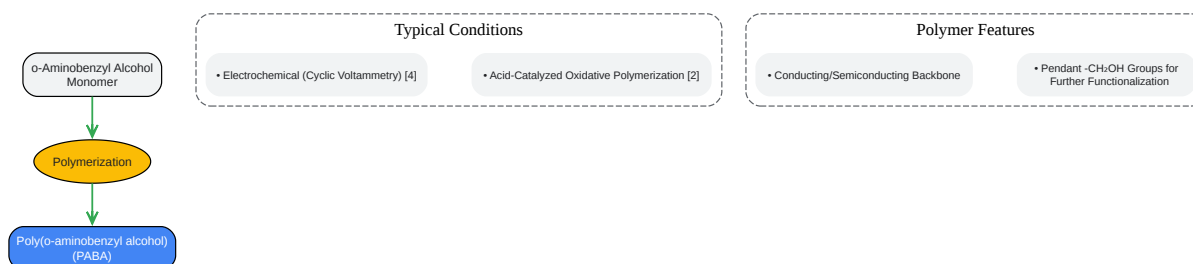 Typical Conditions
• Electrochemical (Cyclic Voltammetry) [4]
• Acid-Catalyzed Oxidative Polymerization [2]
Polymer Features
• Conducting/Semiconducting Backbone
• Pendant -CH₂OH Groups for
Further Functionalization
o-Aminobenzyl Alcohol
Monomer
Polymerization
Poly(o-aminobenzyl alcohol)
(PABA)